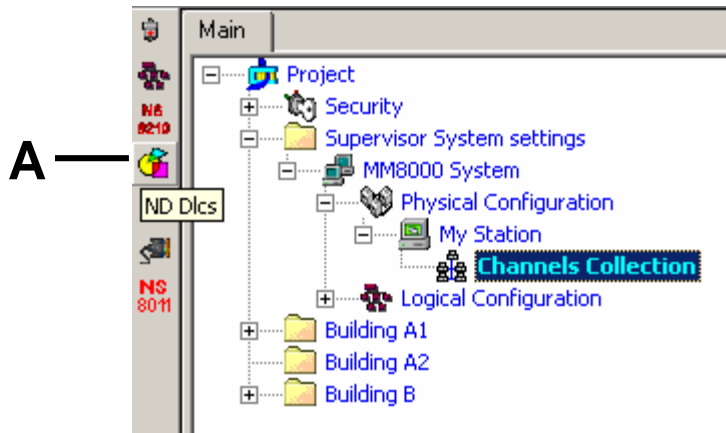 Main
Project
Security
N8
8210
Supervisor System settings
A
MM8000 System
ND Dlcs
Physical Configuration
My Station
Channels Collection
NS
8011
Logical Configuration
Building A1
Building A2
Building B